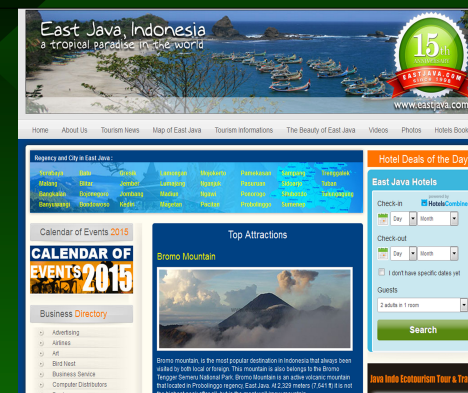 East Java, Indonesia
a tropical paradise in the world
15th
EASTJAVA.COM
SINCE 1998
www.eastjava.com
Home About Us Tourism News Map of East Java Tourism Informations The Beauty of East Java Videos Photos Hotels Book
Regency and City in East Java :
Surabaya Batu Gresik Lamongan Mojokerto Pamekasan Sampang Trenggalek
Malang Blitar Jember Lumajang Nganjuk Pasuruan Sidoarjo Tuban
Bangkalan Bojonegoro Jombang Madiun Ngawi Ponorogo Situbondo Tulungagung
Banyuwangi Bondowoso Kediri Magetan Pacitan Probolinggo Sumenep
Hotel Deals of the Day
East Java Hotels
powered by
HotelsCombined
Check-in
Day Month
Check-out
Day Month
I don't have specific dates yet
Guests
2 adults in 1 room
Search
Calendar of Events 2015
CALENDAR OF
EVENTS 2015
Business Directory
Advertising
Airlines
Art
Bird Nest
Business Service
Computer Distributors
Top Attractions
Bromo Mountain
Bromo mountain, is the most popular destination in Indonesia that always been
visited by both local or foreign. This mountain is also belongs to the Bromo
Tengger Semeru National Park. Bromo Mountain is an active volcanic mountain
that located in Probolinggo regency, East Java. At 2,329 meters (7,641 ft) it is not
Java Indo Ecotourism Tour & Tra